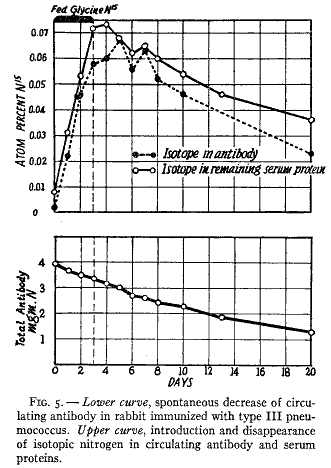 Fed Glycine N15
ATOM PERCENT N15
0.07
0.06
0.05
0.04
0.03
0.02
0.01
0
Isotope in antibody
Isotope in remaining serum protein
Total Antibody
mgm. N
4
3
2
1
0 2 4 6 8 10 12 14 16 18 20
DAYS
FIG. 5.— Lower curve, spontaneous decrease of circu-
lating antibody in rabbit immunized with type III pneu-
mococcus. Upper curve, introduction and disappearance
of isotopic nitrogen in circulating antibody and serum
proteins.